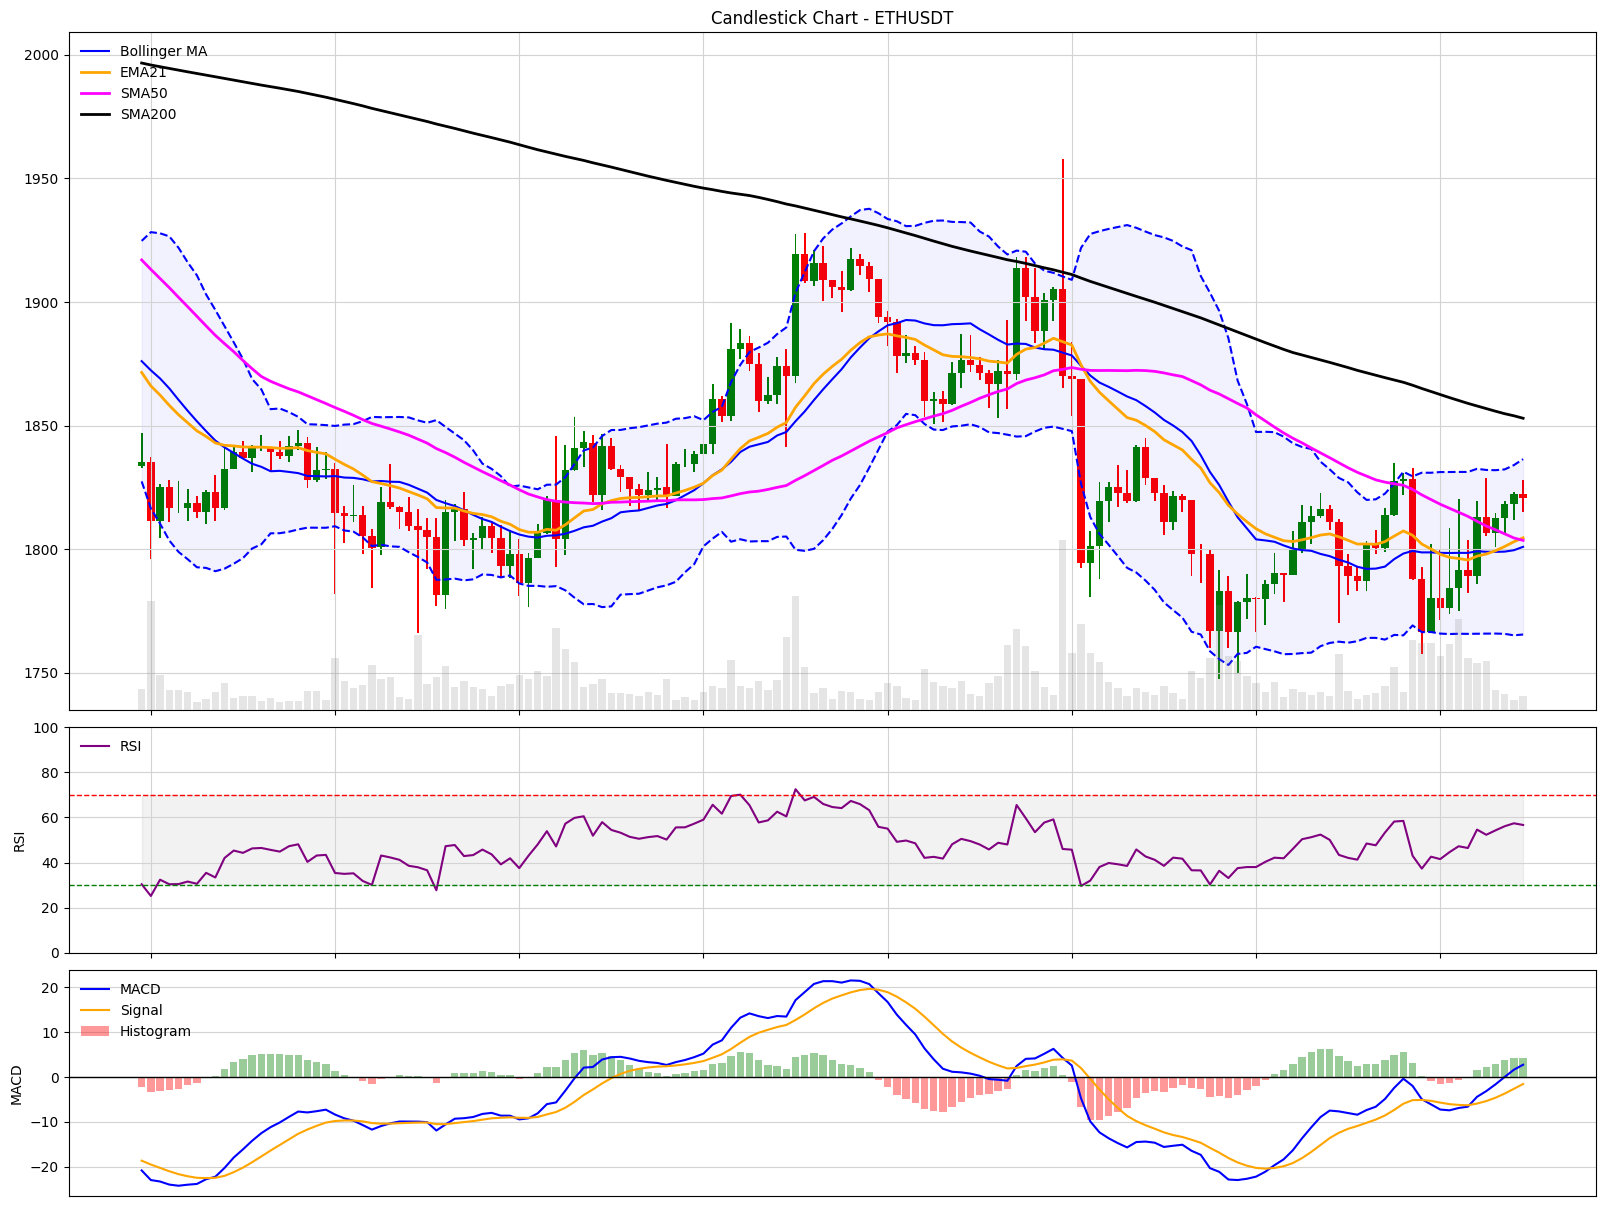 Candlestick Chart - ETHUSDT
2000
1950
1900
1850
1800
1750
Bollinger MA
EMA21
SMA50
SMA200
100
80
60
40
20
0
RSI
RSI
20
10
0
−10
−20
MACD
MACD
Signal
Histogram